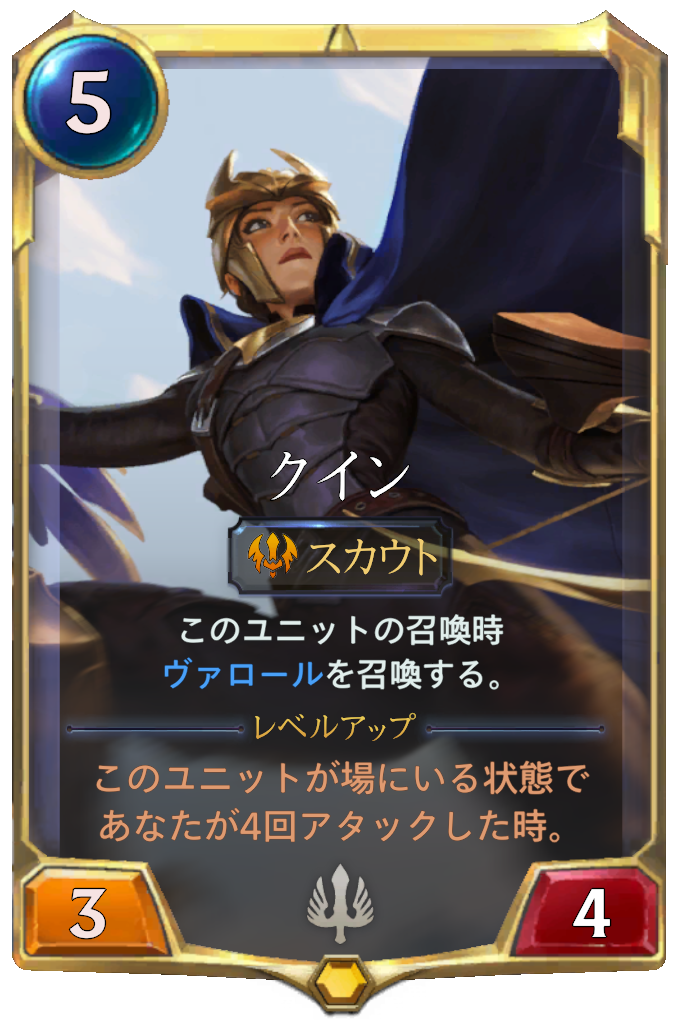 5
クイン
スカウト
このユニットの召喚時
ヴァロールを召喚する。
レベルアップ
このユニットが場にいる状態で
あなたが4回アタックした時。
3
4